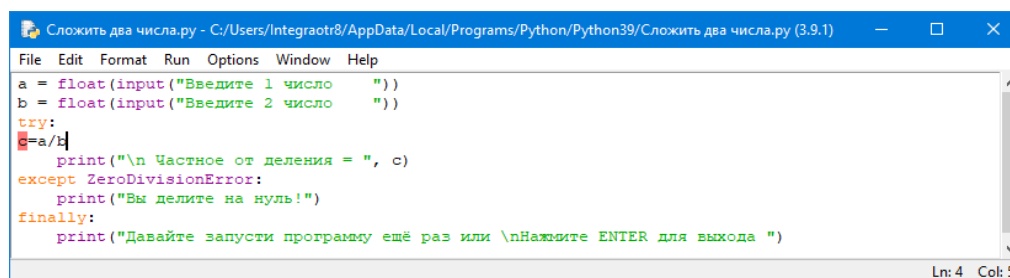 Сложить два числа.py - C:/Users/Integraotr8/AppData/Local/Programs/Python/Python39/Сложить два числа.py (3.9.1)
File Edit Format Run Options Window Help
a = float(input("Введите 1 число    "))
b = float(input("Введите 2 число    "))
try:
c=a/b
    print("\n Частное от деления = ", c)
except ZeroDivisionError:
    print("Вы делите на нуль!")
finally:
    print("Давайте запусти программу ещё раз или \nНажмите ENTER для выхода ")
Ln: 4 Col: